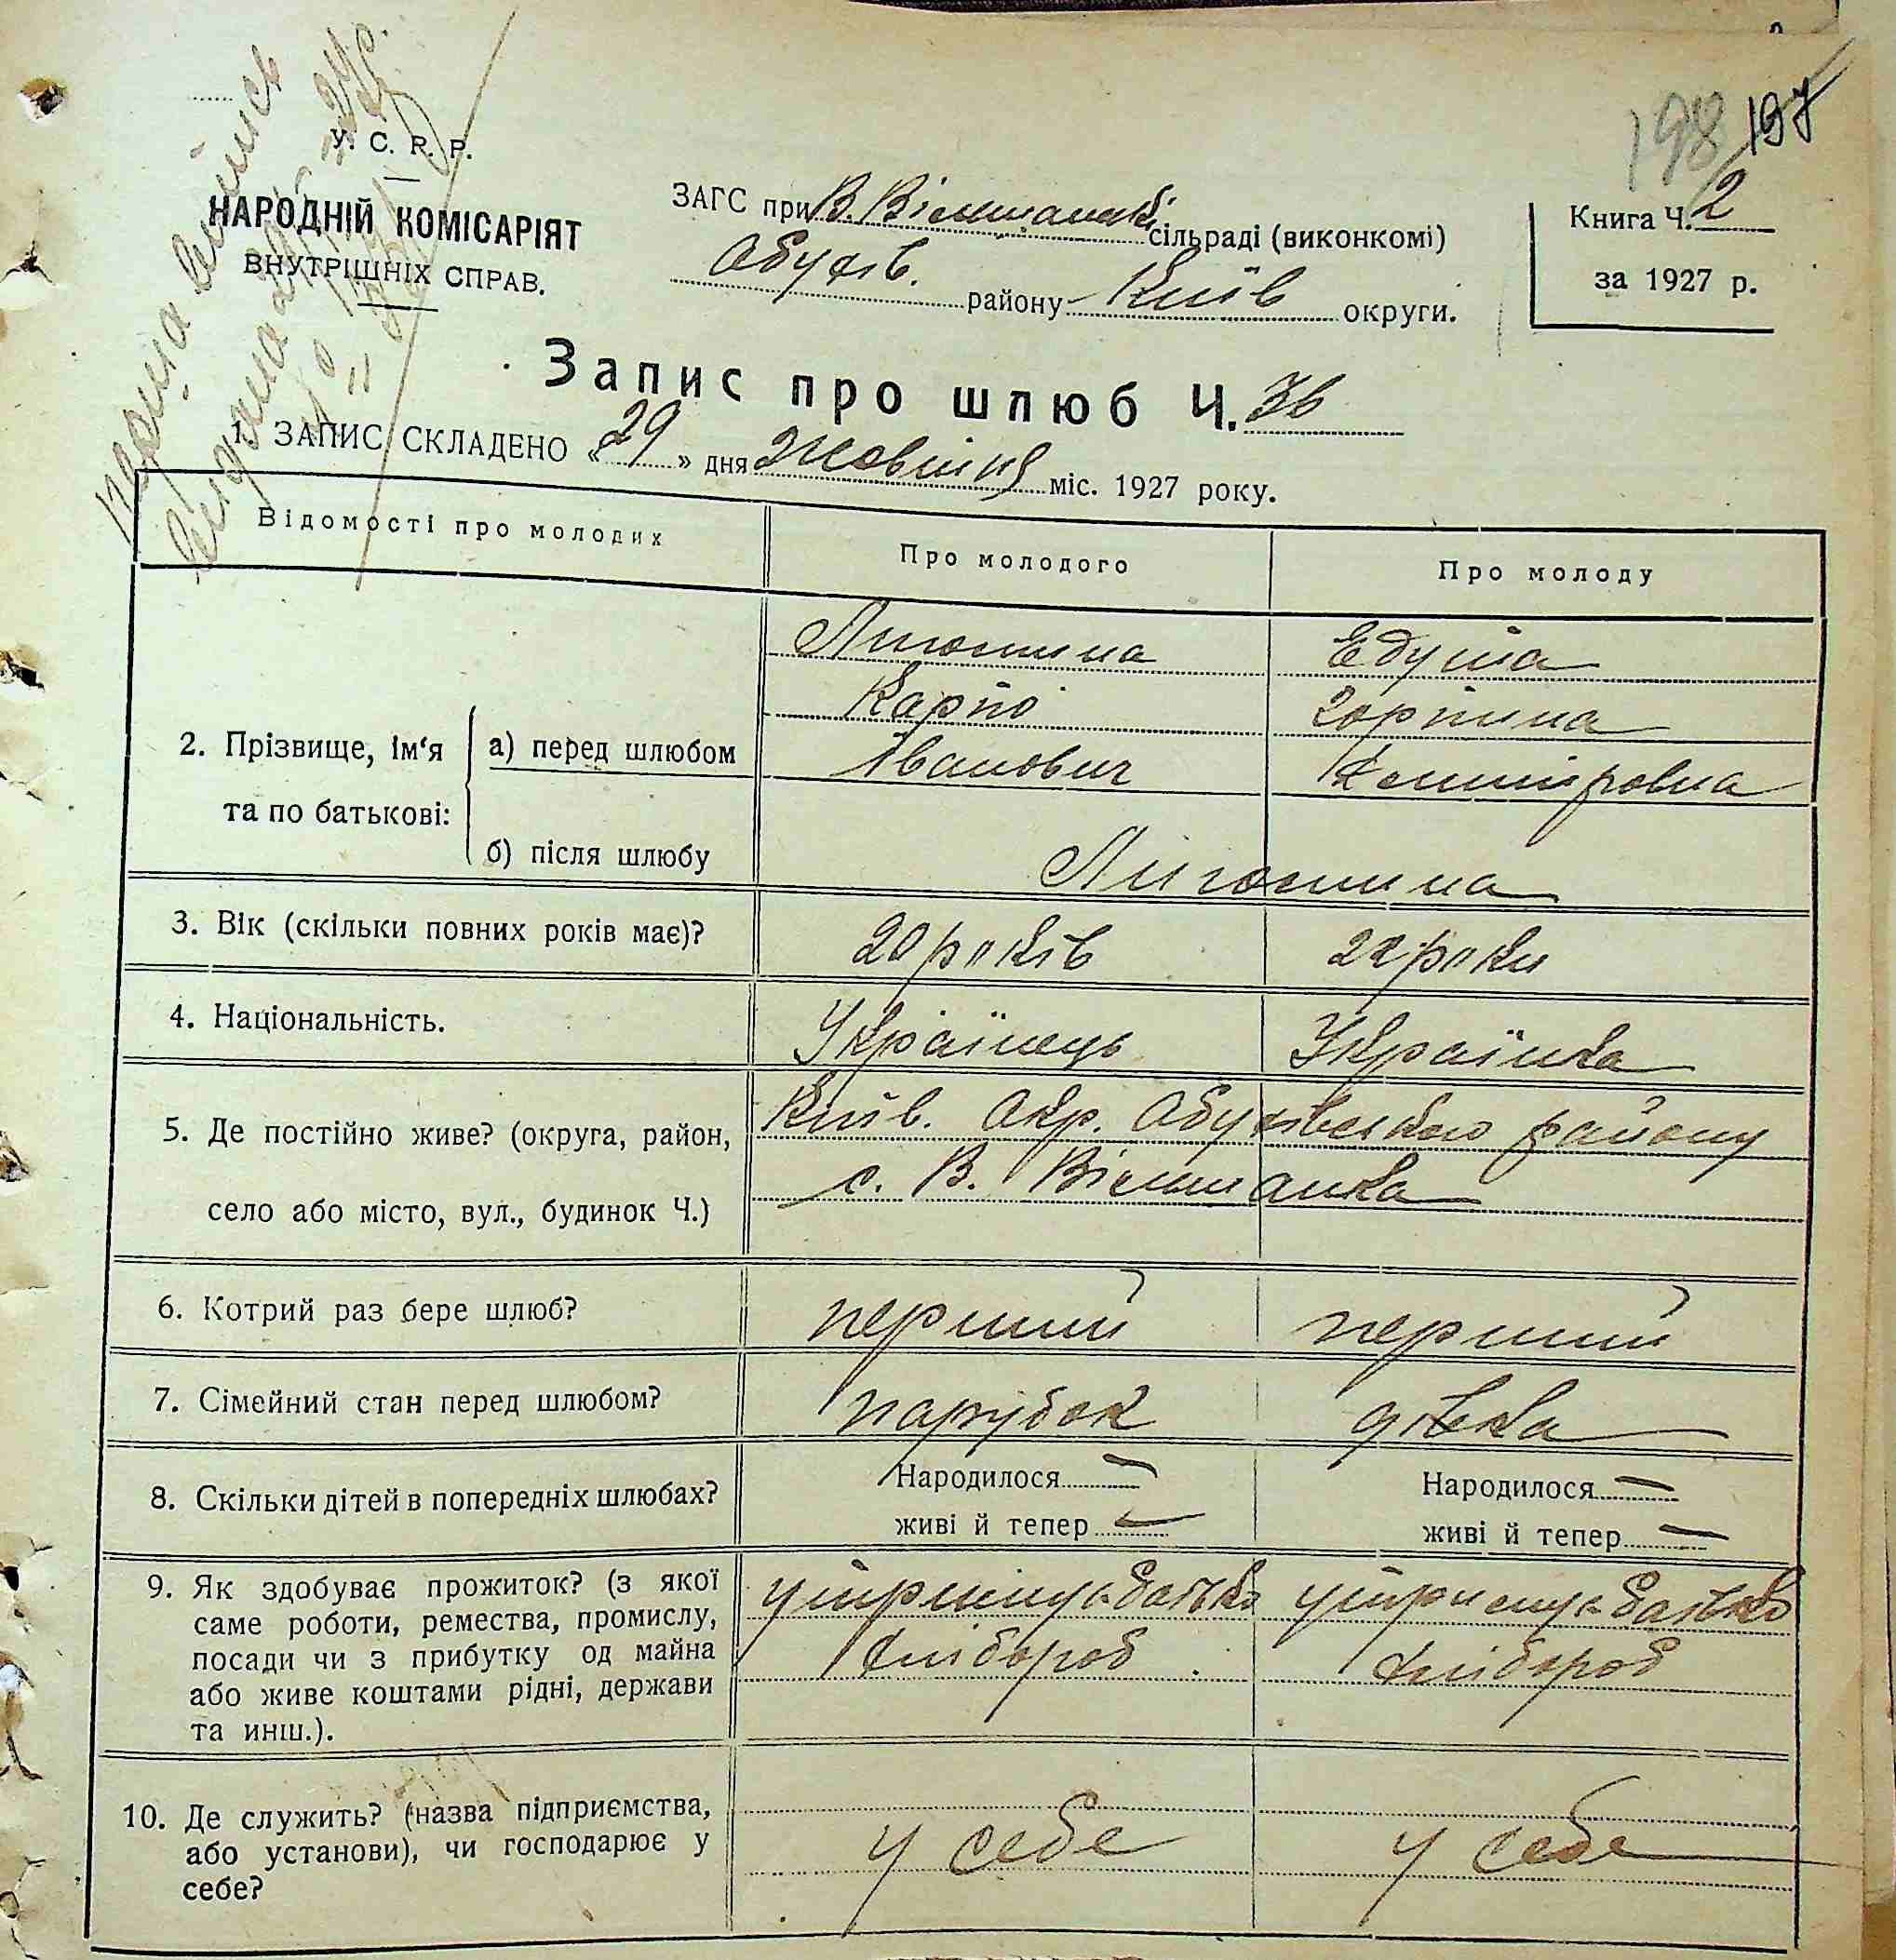 198 197
У. С. Р. Р.
НАРОДНІЙ КОМІСАРІЯТ
ВНУТРІШНІХ СПРАВ.
ЗАГС при В. сільраді (виконкомі)
Обухів. району Київ округи.
Книга Ч. 2
за 1927 р.
Запис про шлюб Ч. 36
1. ЗАПИС СКЛАДЕНО «29» дня Жовтня міс. 1927 року.
Відомості про молодих
Про молодого
Про молоду
2. Прізвище, ім‘я та по батькові:
а) перед шлюбом
Карпо
Іванович
Горпина
б) після шлюбу
3. Вік (скільки повних років має)?
20 років
22 роки
4. Національність.
Українець
Українка
5. Де постійно живе? (округа, район,
село або місто, вул., будинок Ч.)
Київ. Окр. Обухівського району
с. В.
6. Котрий раз бере шлюб?
перший
перший
7. Сімейний стан перед шлюбом?
парубок
дівка
8. Скільки дітей в попередніх шлюбах?
Народилося —
живі й тепер —
Народилося —
живі й тепер —
9. Як здобуває прожиток? (з якої
саме роботи, ремества, промислу,
посади чи з прибутку од майна
або живе коштами рідні, держави
та инш.).
утримує батько
хлібороб
утримує батько
хлібороб
10. Де служить? (назва підприємства,
або установи), чи господарює у
себе?
у себе
у себе